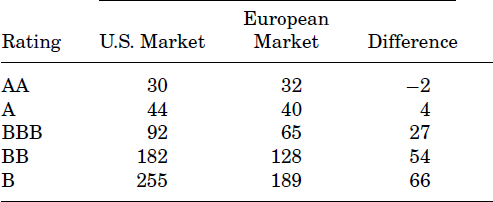 European
Rating U.S. Market Market Difference
AA 30 32 –2
A 44 40 4
BBB 92 65 27
BB 182 128 54
B 255 189 66